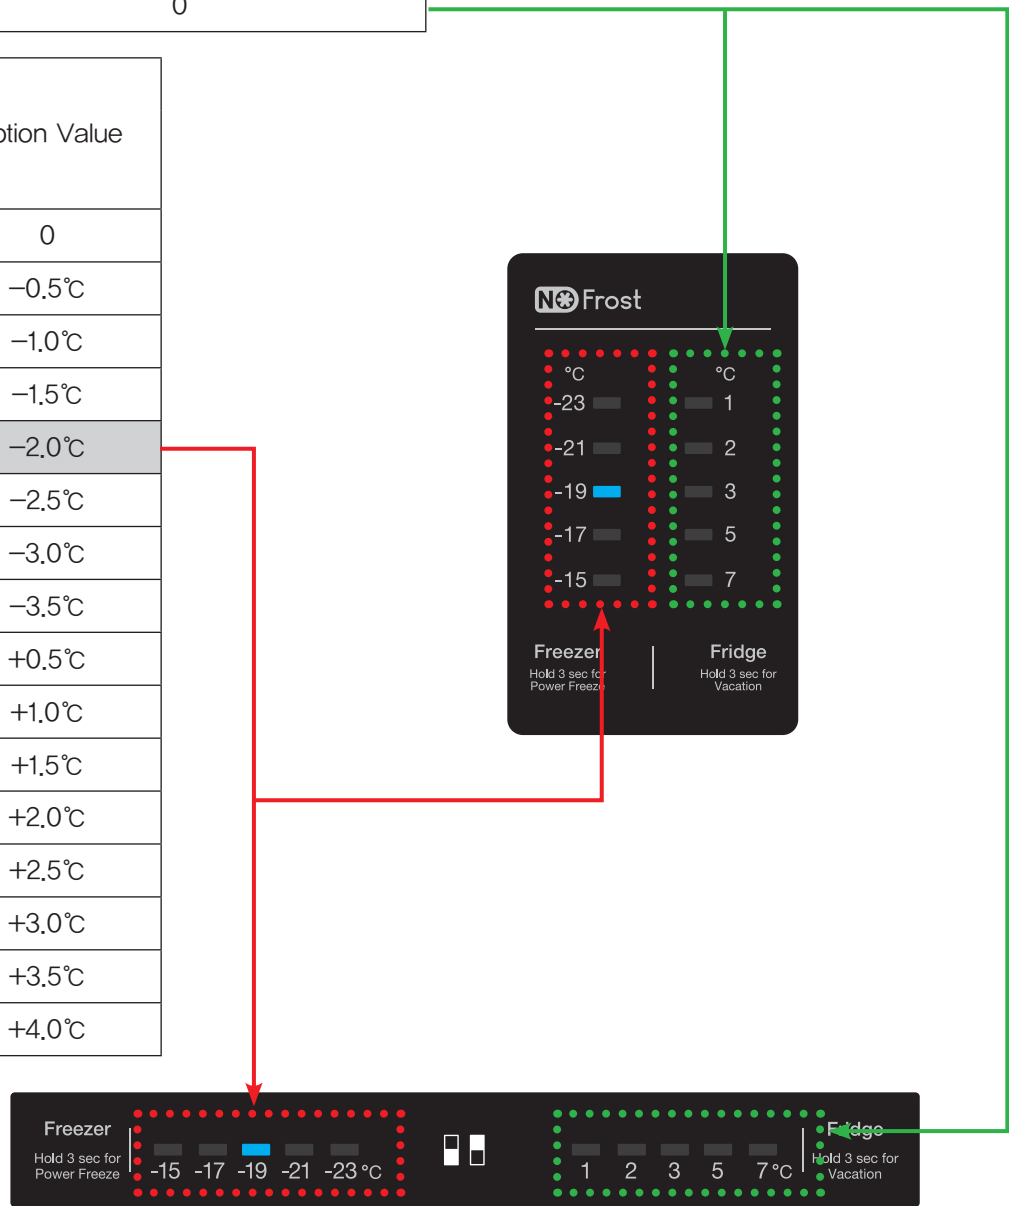 0
Value
0
−0.5℃
−1.0℃
−1.5℃
−2.0℃
−2.5℃
−3.0℃
−3.5℃
+0.5℃
+1.0℃
+1.5℃
+2.0℃
+2.5℃
+3.0℃
+3.5℃
+4.0℃
NO Frost
°C °C
-23 1
-21 2
-19 3
-17 5
-15 7
Freezer Fridge
Hold 3 sec for Hold 3 sec for
Power Freeze Vacation
Freezer Fridge
Hold 3 sec for Hold 3 sec for
Power Freeze Vacation
-15 -17 -19 -21 -23 °C 1 2 3 5 7 °C